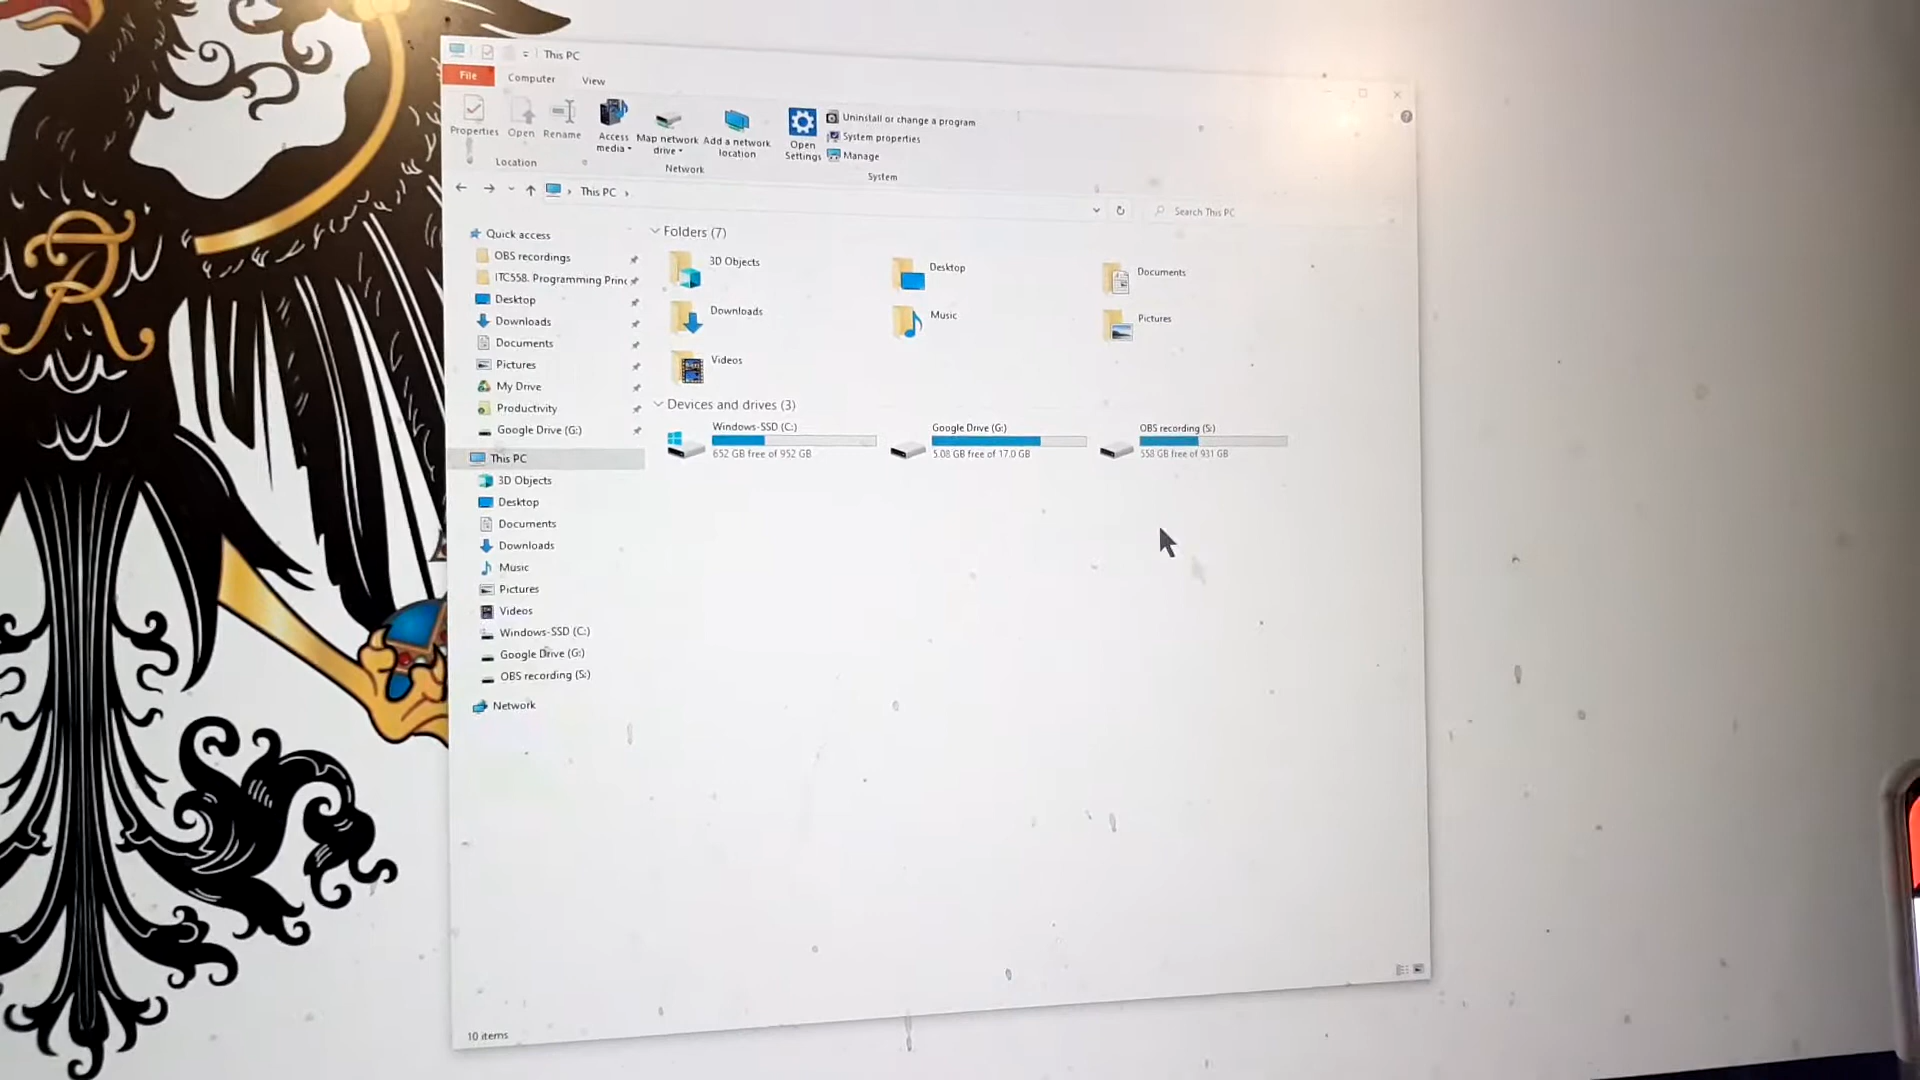 This PC
File Computer View
Properties Open Rename Access media Map network drive Add a network location Open Settings Uninstall or change a program
System properties
Manage
Location Network System
This PC
Search This PC
Quick access
OBS recordings
ITC558. Programming Princ
Desktop
Downloads
Documents
Pictures
My Drive
Productivity
Google Drive (G:)
This PC
3D Objects
Desktop
Documents
Downloads
Music
Pictures
Videos
Windows-SSD (C:)
Google Drive (G:)
OBS recording (S:)
Network
Folders (7)
3D Objects
Desktop
Documents
Downloads
Music
Pictures
Videos
Devices and drives (3)
Windows-SSD (C:)
652 GB free of 952 GB
Google Drive (G:)
5.08 GB free of 17.0 GB
OBS recording (S:)
558 GB free of 931 GB
10 items